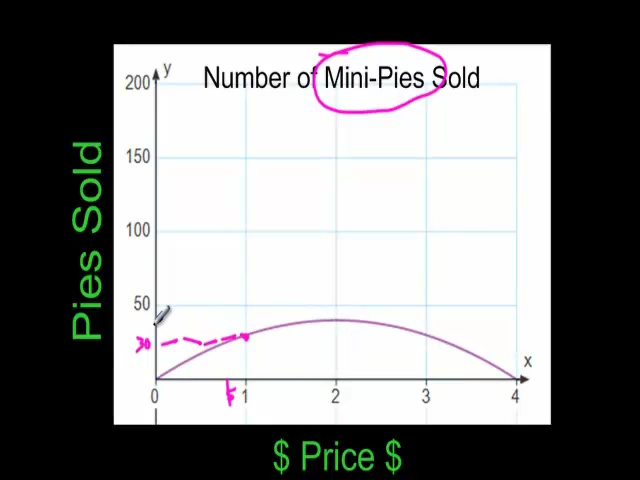 Number of Mini-Pies Sold
y
200
150
100
50
30
Pies Sold
x
0 1 2 3 4
$ Price $